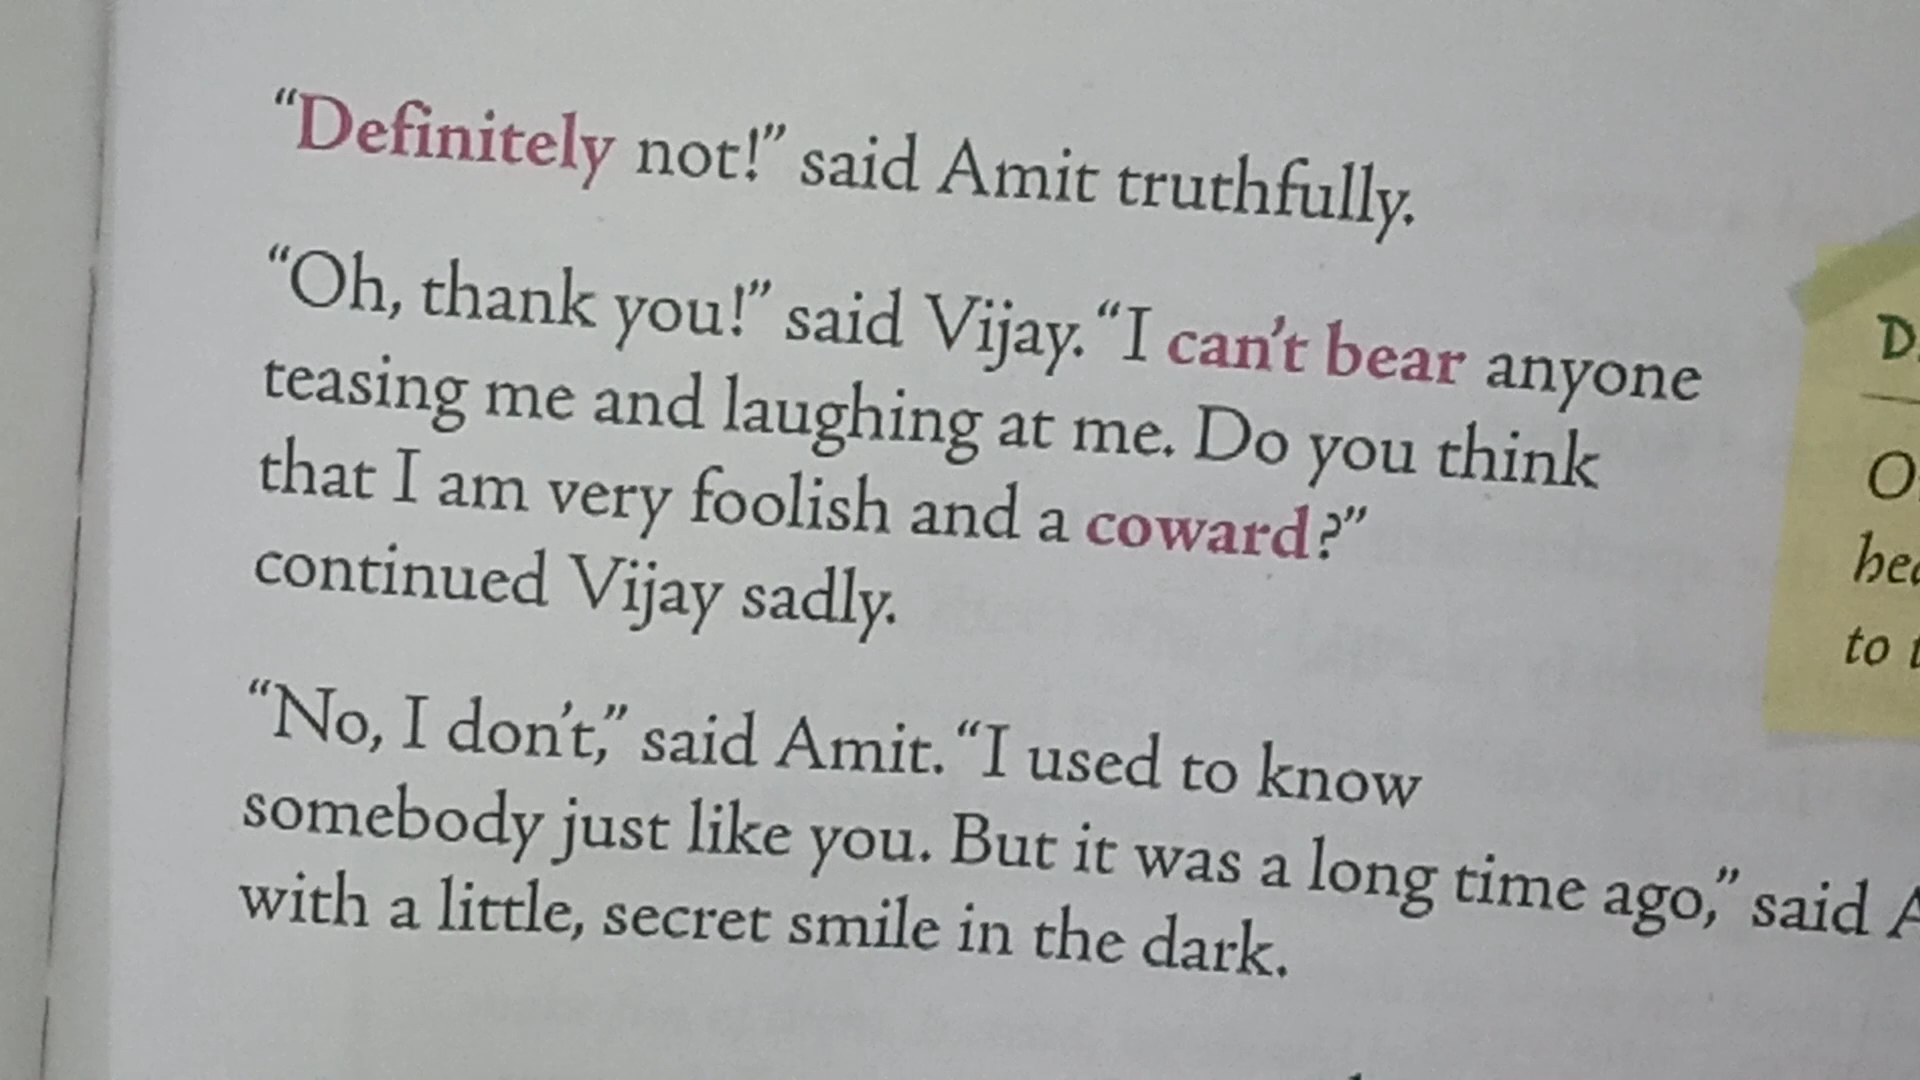 “Definitely not!” said Amit truthfully.
“Oh, thank you!” said Vijay. “I can’t bear anyone
teasing me and laughing at me. Do you think
that I am very foolish and a coward?”
continued Vijay sadly.
“No, I don’t,” said Amit. “I used to know
somebody just like you. But it was a long time ago,” said
with a little, secret smile in the dark.
to